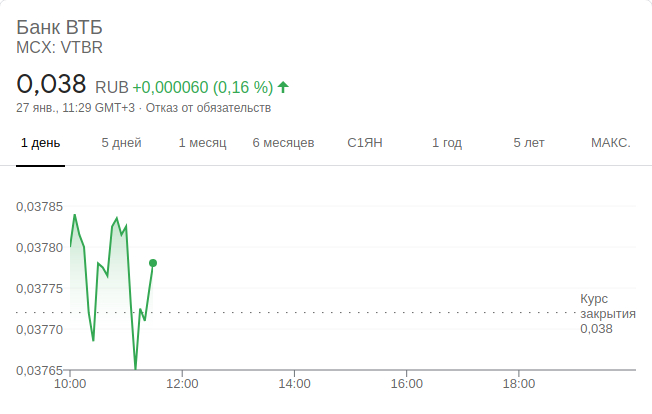 Банк ВТБ
MCX: VTBR
0,038 RUB +0,000060 (0,16 %)
27 янв., 11:29 GMT+3 · Отказ от обязательств
1 день 5 дней 1 месяц 6 месяцев С1ЯН 1 год 5 лет МАКС.
0,03785
0,03780
0,03775
0,03770
0,03765
Курс
закрытия
0,038
10:00 12:00 14:00 16:00 18:00